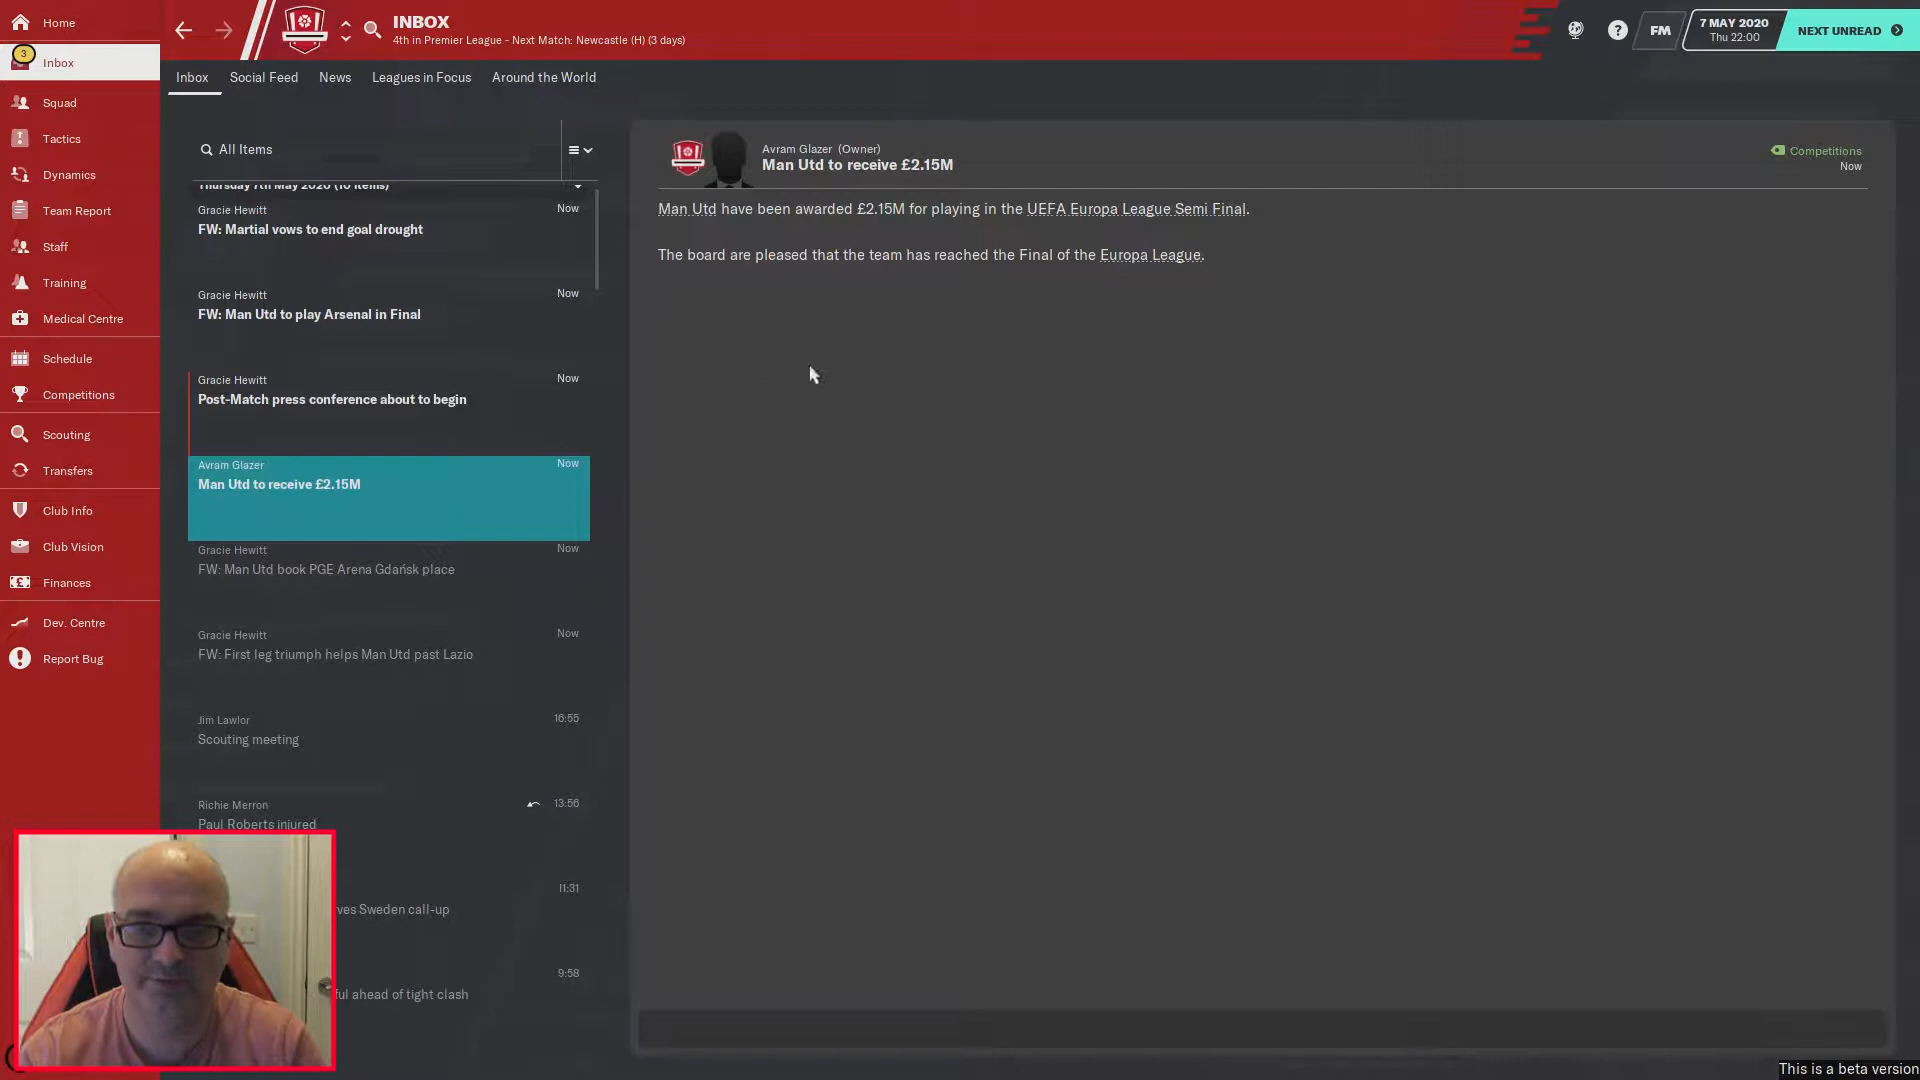 Home
3
Inbox
Squad
Tactics
Dynamics
Team Report
Staff
Training
Medical Centre
Schedule
Competitions
Scouting
Transfers
Club Info
Club Vision
Finances
Dev. Centre
Report Bug
INBOX
4th in Premier League - Next Match: Newcastle (H) (3 days)
?
FM
7 MAY 2020
Thu 22:00
NEXT UNREAD
Inbox
Social Feed
News
Leagues in Focus
Around the World
All Items
Thursday 7th May 2020 (10 items)
Gracie Hewitt
Now
FW: Martial vows to end goal drought
Gracie Hewitt
Now
FW: Man Utd to play Arsenal in Final
Gracie Hewitt
Now
Post-Match press conference about to begin
Avram Glazer
Now
Man Utd to receive £2.15M
Gracie Hewitt
Now
FW: Man Utd book PGE Arena Gdańsk place
Gracie Hewitt
Now
FW: First leg triumph helps Man Utd past Lazio
Jim Lawlor
16:55
Scouting meeting
Richie Merron
13:56
Paul Roberts injured
11:31
ves Sweden call-up
9:58
ful ahead of tight clash
Avram Glazer (Owner)
Man Utd to receive £2.15M
Competitions
Now
Man Utd have been awarded £2.15M for playing in the UEFA Europa League Semi Final.
The board are pleased that the team has reached the Final of the Europa League.
This is a beta version